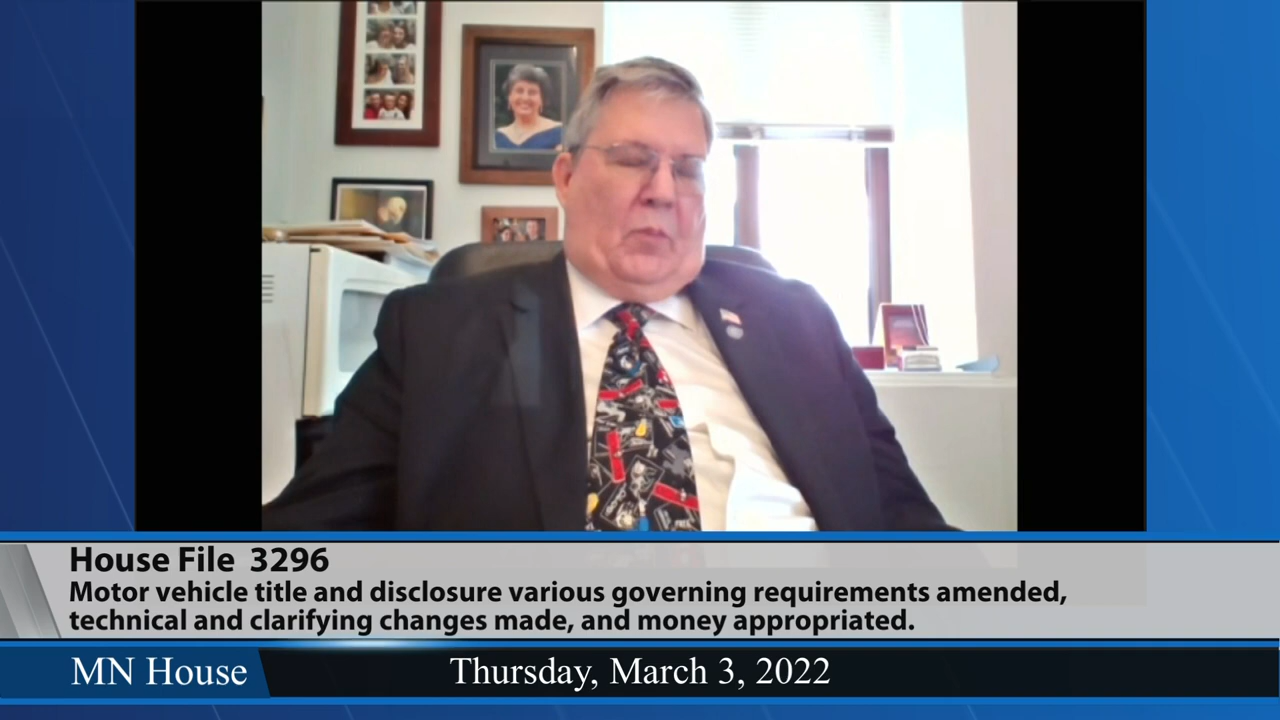 House File 3296
Motor vehicle title and disclosure various governing requirements amended,
technical and clarifying changes made, and money appropriated.
MN House
Thursday, March 3, 2022